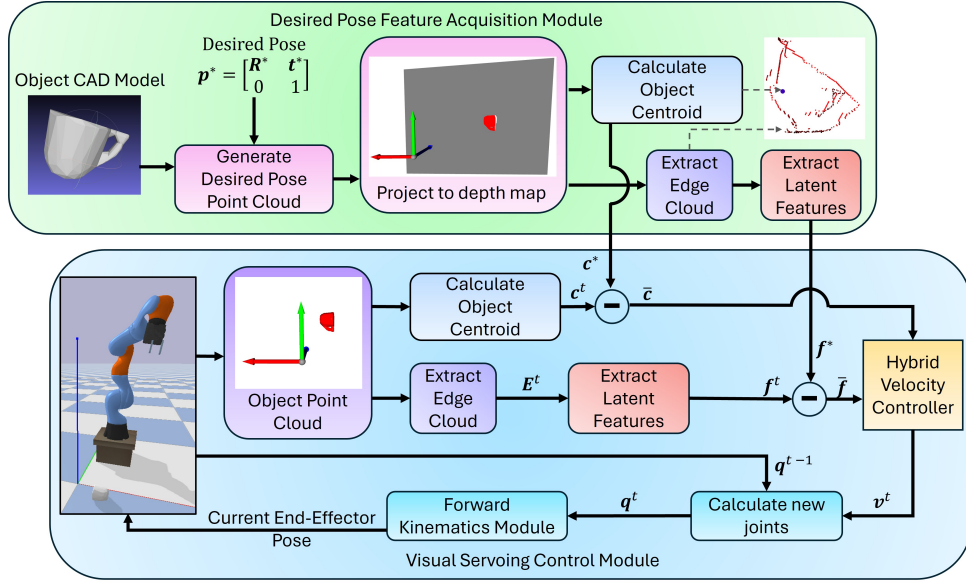 Desired Pose Feature Acquisition Module
Object CAD Model
Desired Pose
p* = [R* t*
0 1]
Generate
Desired Pose
Point Cloud
Project to depth map
Calculate
Object
Centroid
Extract
Edge
Cloud
Extract
Latent
Features
c*
Object Point
Cloud
Calculate
Object
Centroid
c^t
c̄
Extract
Edge
Cloud
E^t
Extract
Latent
Features
f^t
f*
f̄
Hybrid
Velocity
Controller
q^{t-1}
v^t
Calculate new
joints
q^t
Forward
Kinematics Module
Current End-Effector
Pose
Visual Servoing Control Module